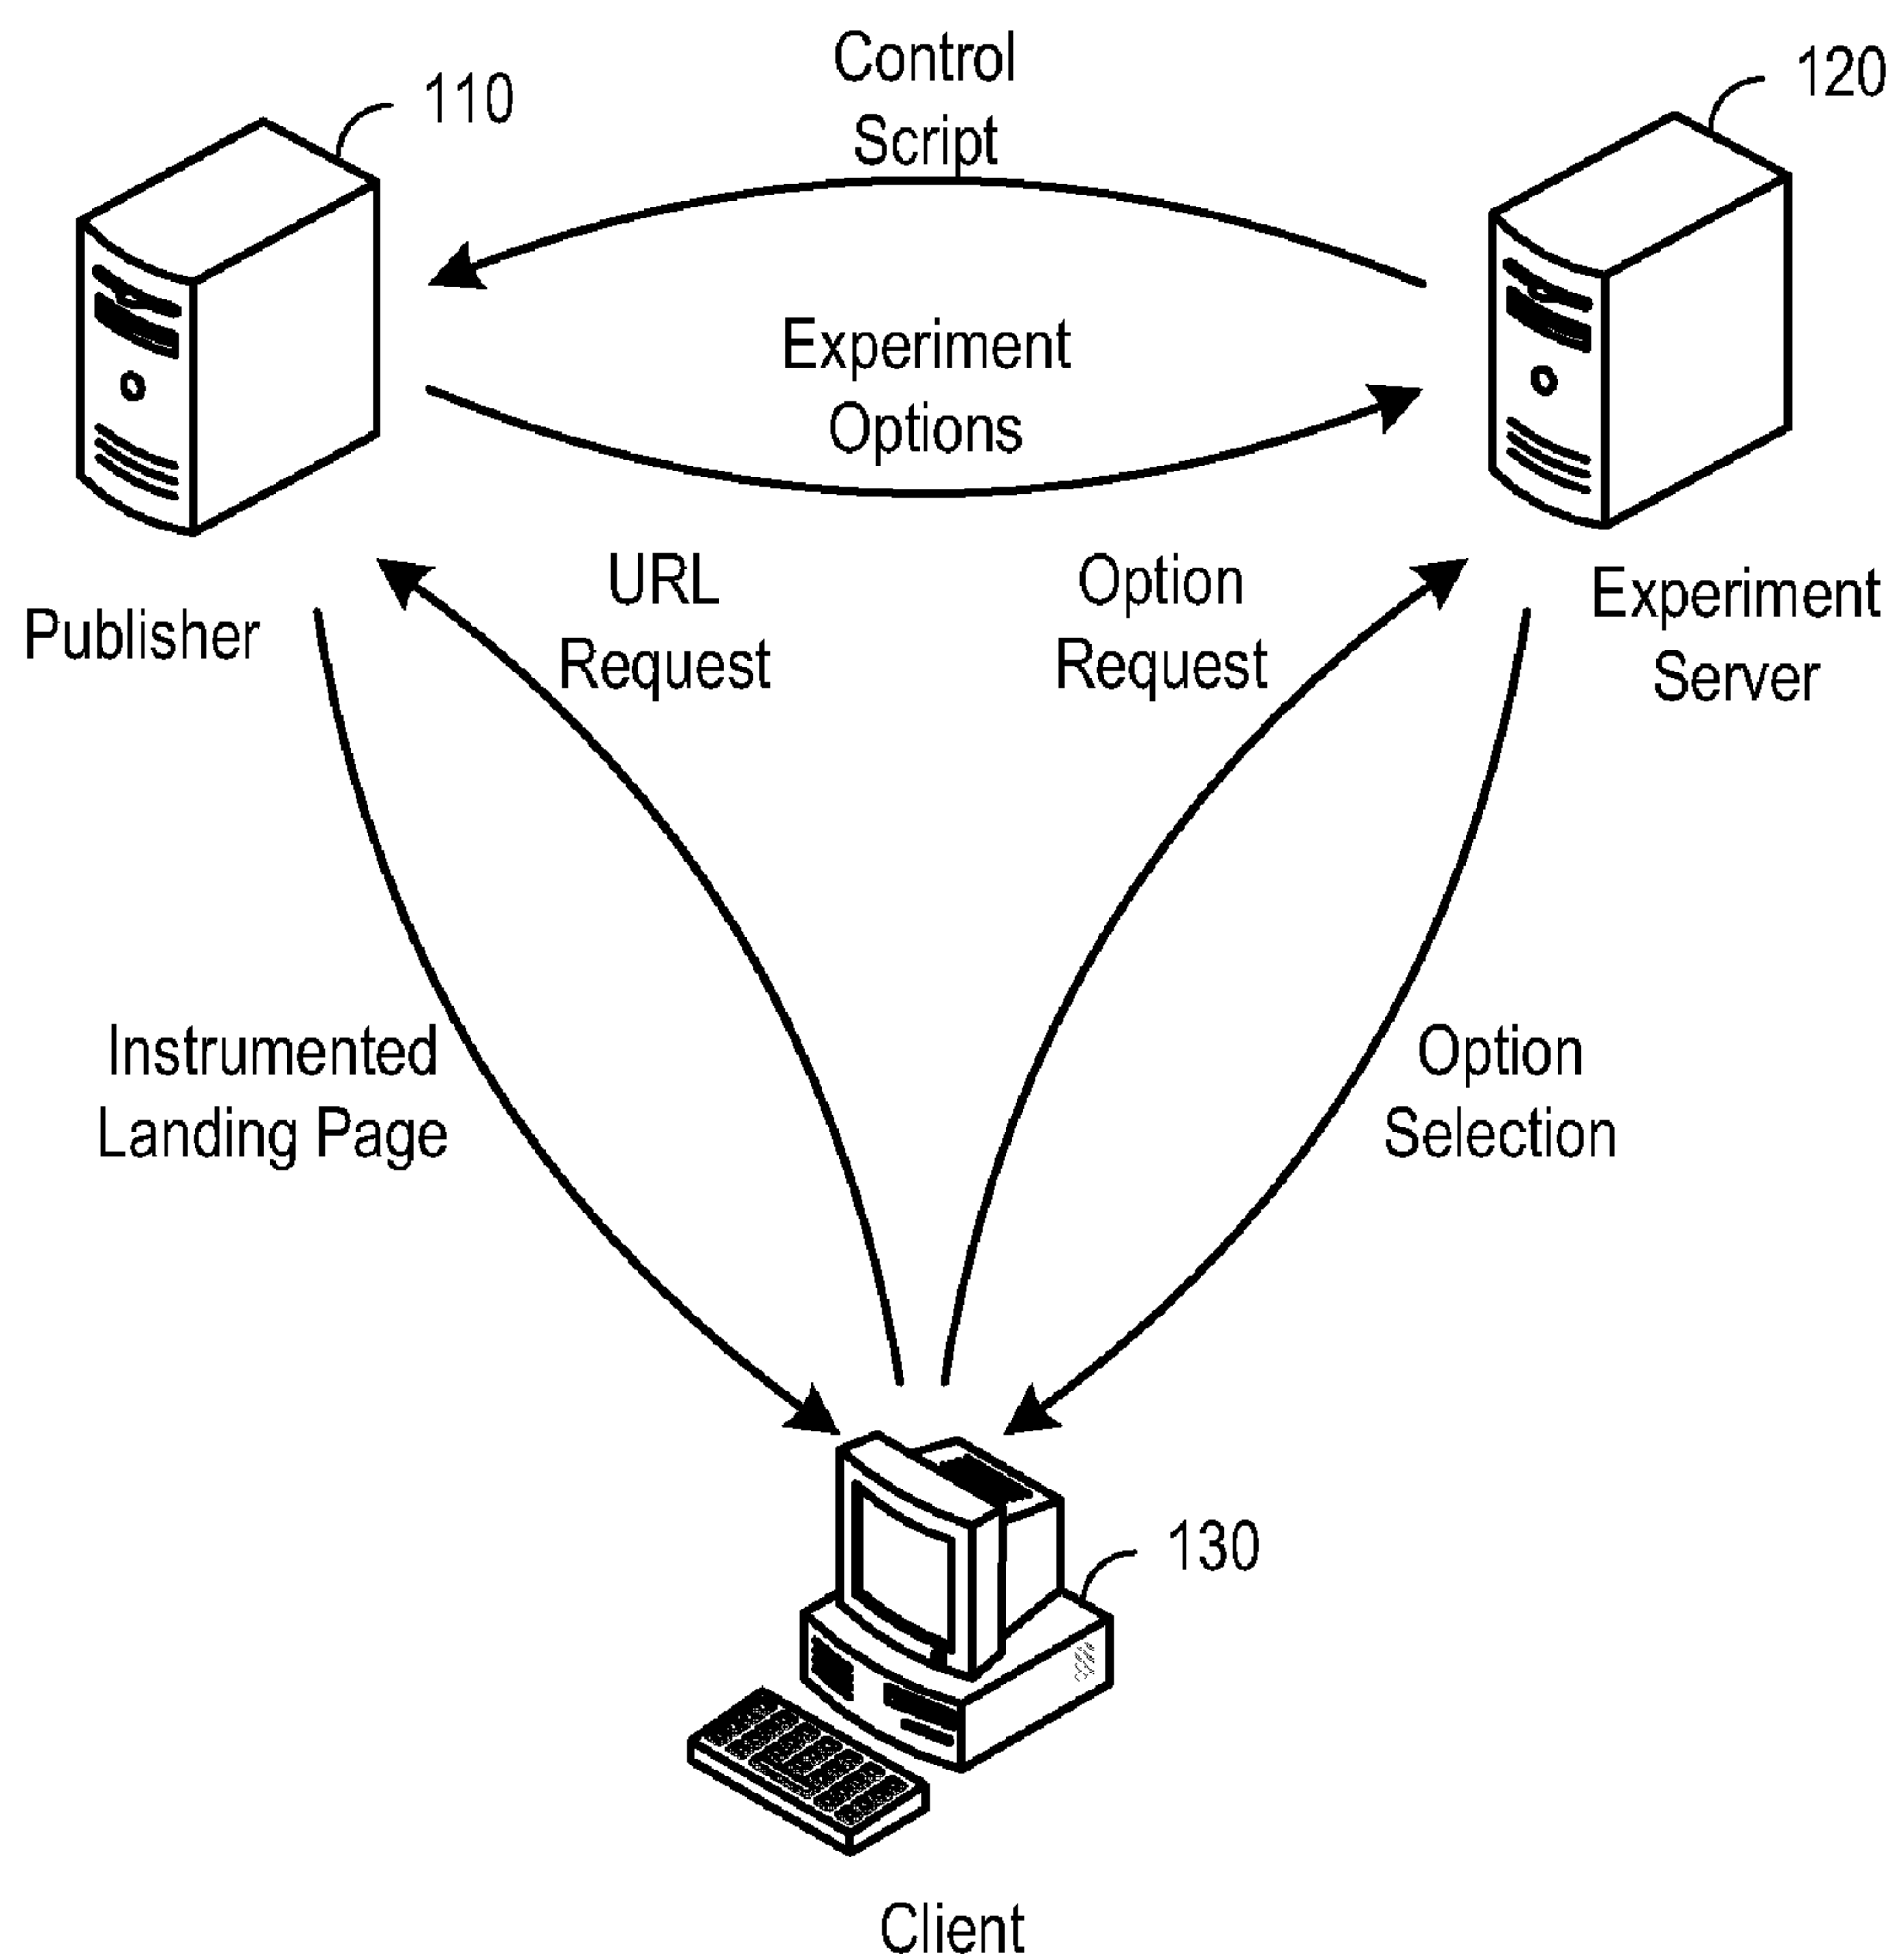 Control
Script
110
120
Experiment
Options
URL
Request
Option
Request
Publisher
Experiment
Server
Instrumented
Landing Page
Option
Selection
130
Client